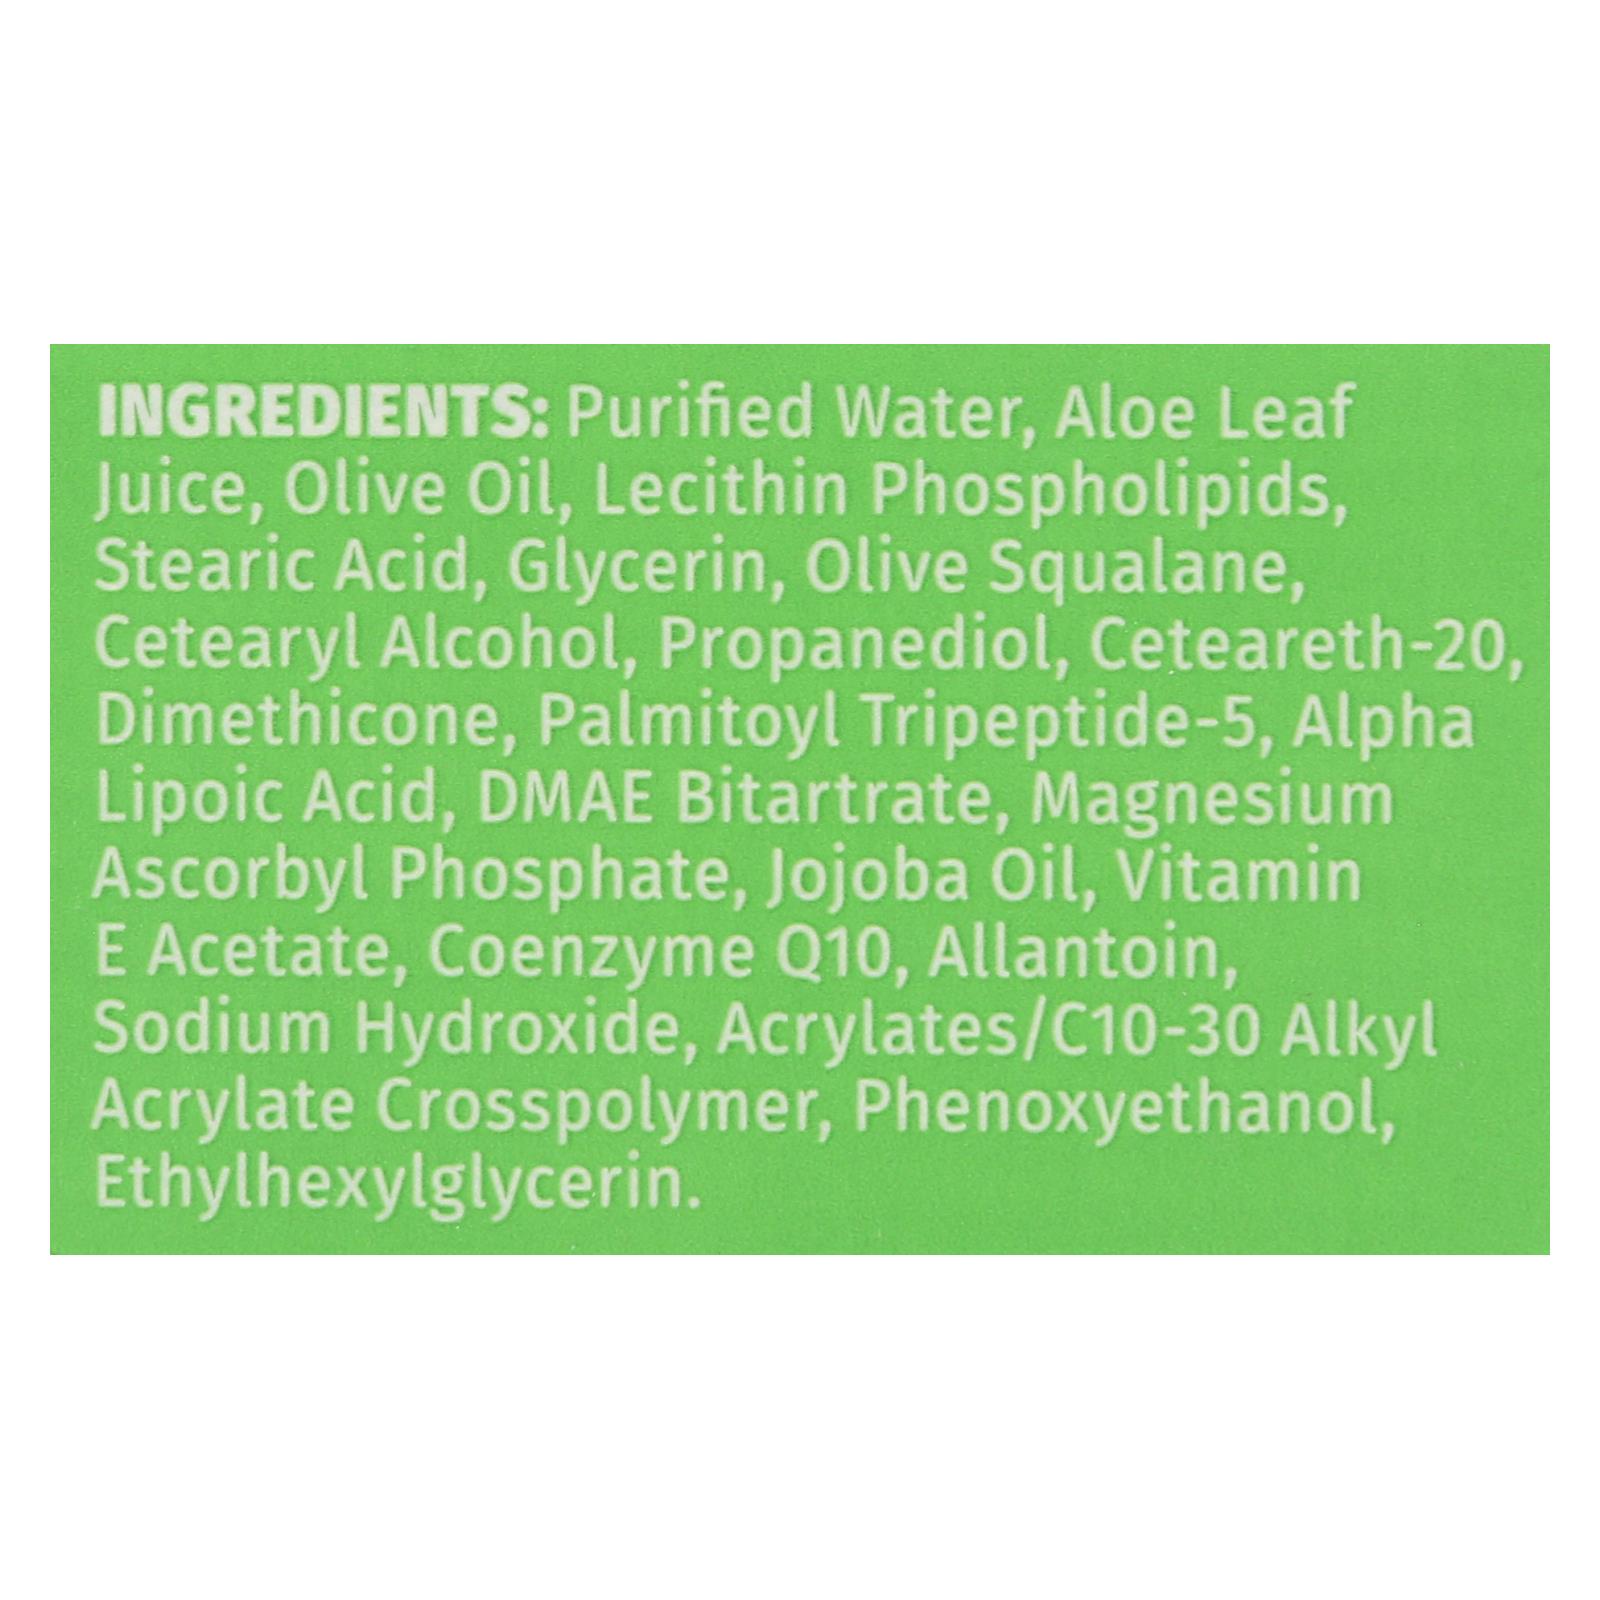 INGREDIENTS: Purified Water, Aloe Leaf
Juice, Olive Oil, Lecithin Phospholipids,
Stearic Acid, Glycerin, Olive Squalane,
Cetearyl Alcohol, Propanediol, Ceteareth-20,
Dimethicone, Palmitoyl Tripeptide-5, Alpha
Lipoic Acid, DMAE Bitartrate, Magnesium
Ascorbyl Phosphate, Jojoba Oil, Vitamin
E Acetate, Coenzyme Q10, Allantoin,
Sodium Hydroxide, Acrylates/C10-30 Alkyl
Acrylate Crosspolymer, Phenoxyethanol,
Ethylhexylglycerin.